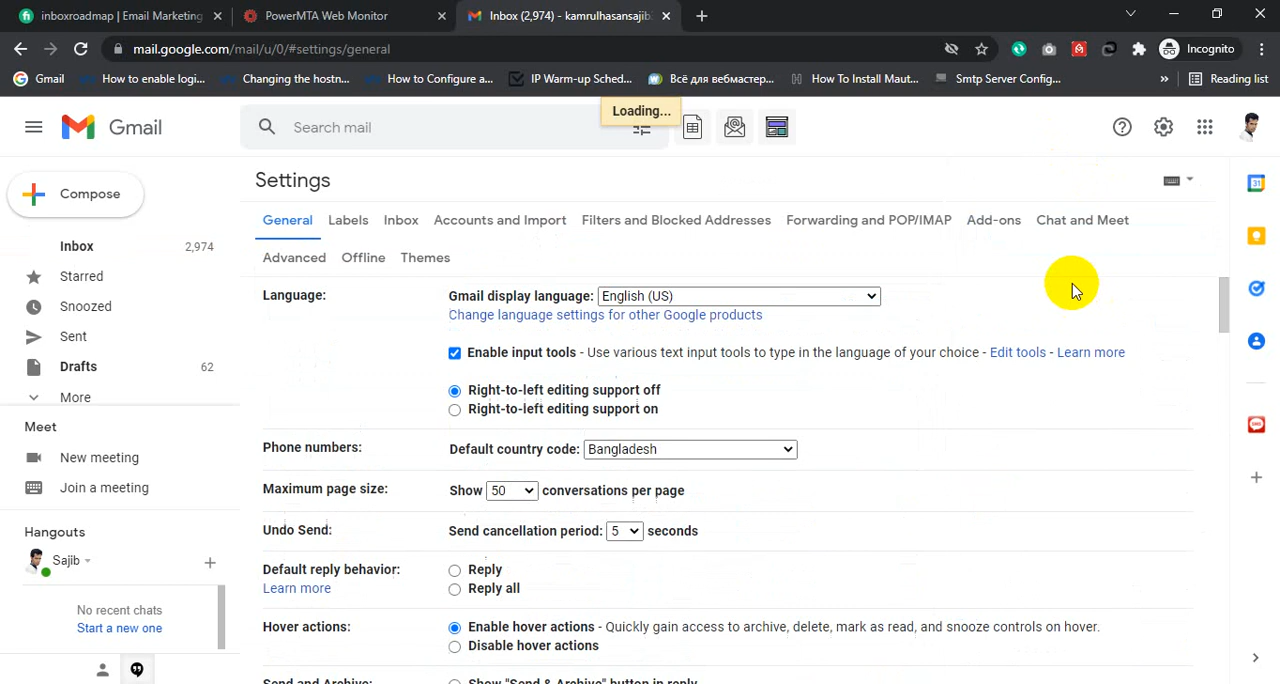 inboxroadmap | Email Marketing
PowerMTA Web Monitor
Inbox (2,974) - kamrulhasansajib
mail.google.com/mail/u/0/#settings/general
Incognito
Gmail
How to enable logi...
Changing the hostn...
How to Configure a...
IP Warm-up Sched...
Всё для вебмастер...
How To Install Maut...
Smtp Server Config...
»
Reading list
Loading...
Gmail
Search mail
Compose
Settings
General Labels Inbox Accounts and Import Filters and Blocked Addresses Forwarding and POP/IMAP Add-ons Chat and Meet
Advanced Offline Themes
Inbox 2,974
Starred
Snoozed
Sent
Drafts 62
More
Meet
New meeting
Join a meeting
Hangouts
Sajib
No recent chats
Start a new one
Language:
Gmail display language: English (US)
Change language settings for other Google products
Enable input tools - Use various text input tools to type in the language of your choice - Edit tools - Learn more
Right-to-left editing support off
Right-to-left editing support on
Phone numbers:
Default country code: Bangladesh
Maximum page size:
Show 50 conversations per page
Undo Send:
Send cancellation period: 5 seconds
Default reply behavior:
Learn more
Reply
Reply all
Hover actions:
Enable hover actions - Quickly gain access to archive, delete, mark as read, and snooze controls on hover.
Disable hover actions
Send and Archive:
Show "Send & Archive" button in reply
31